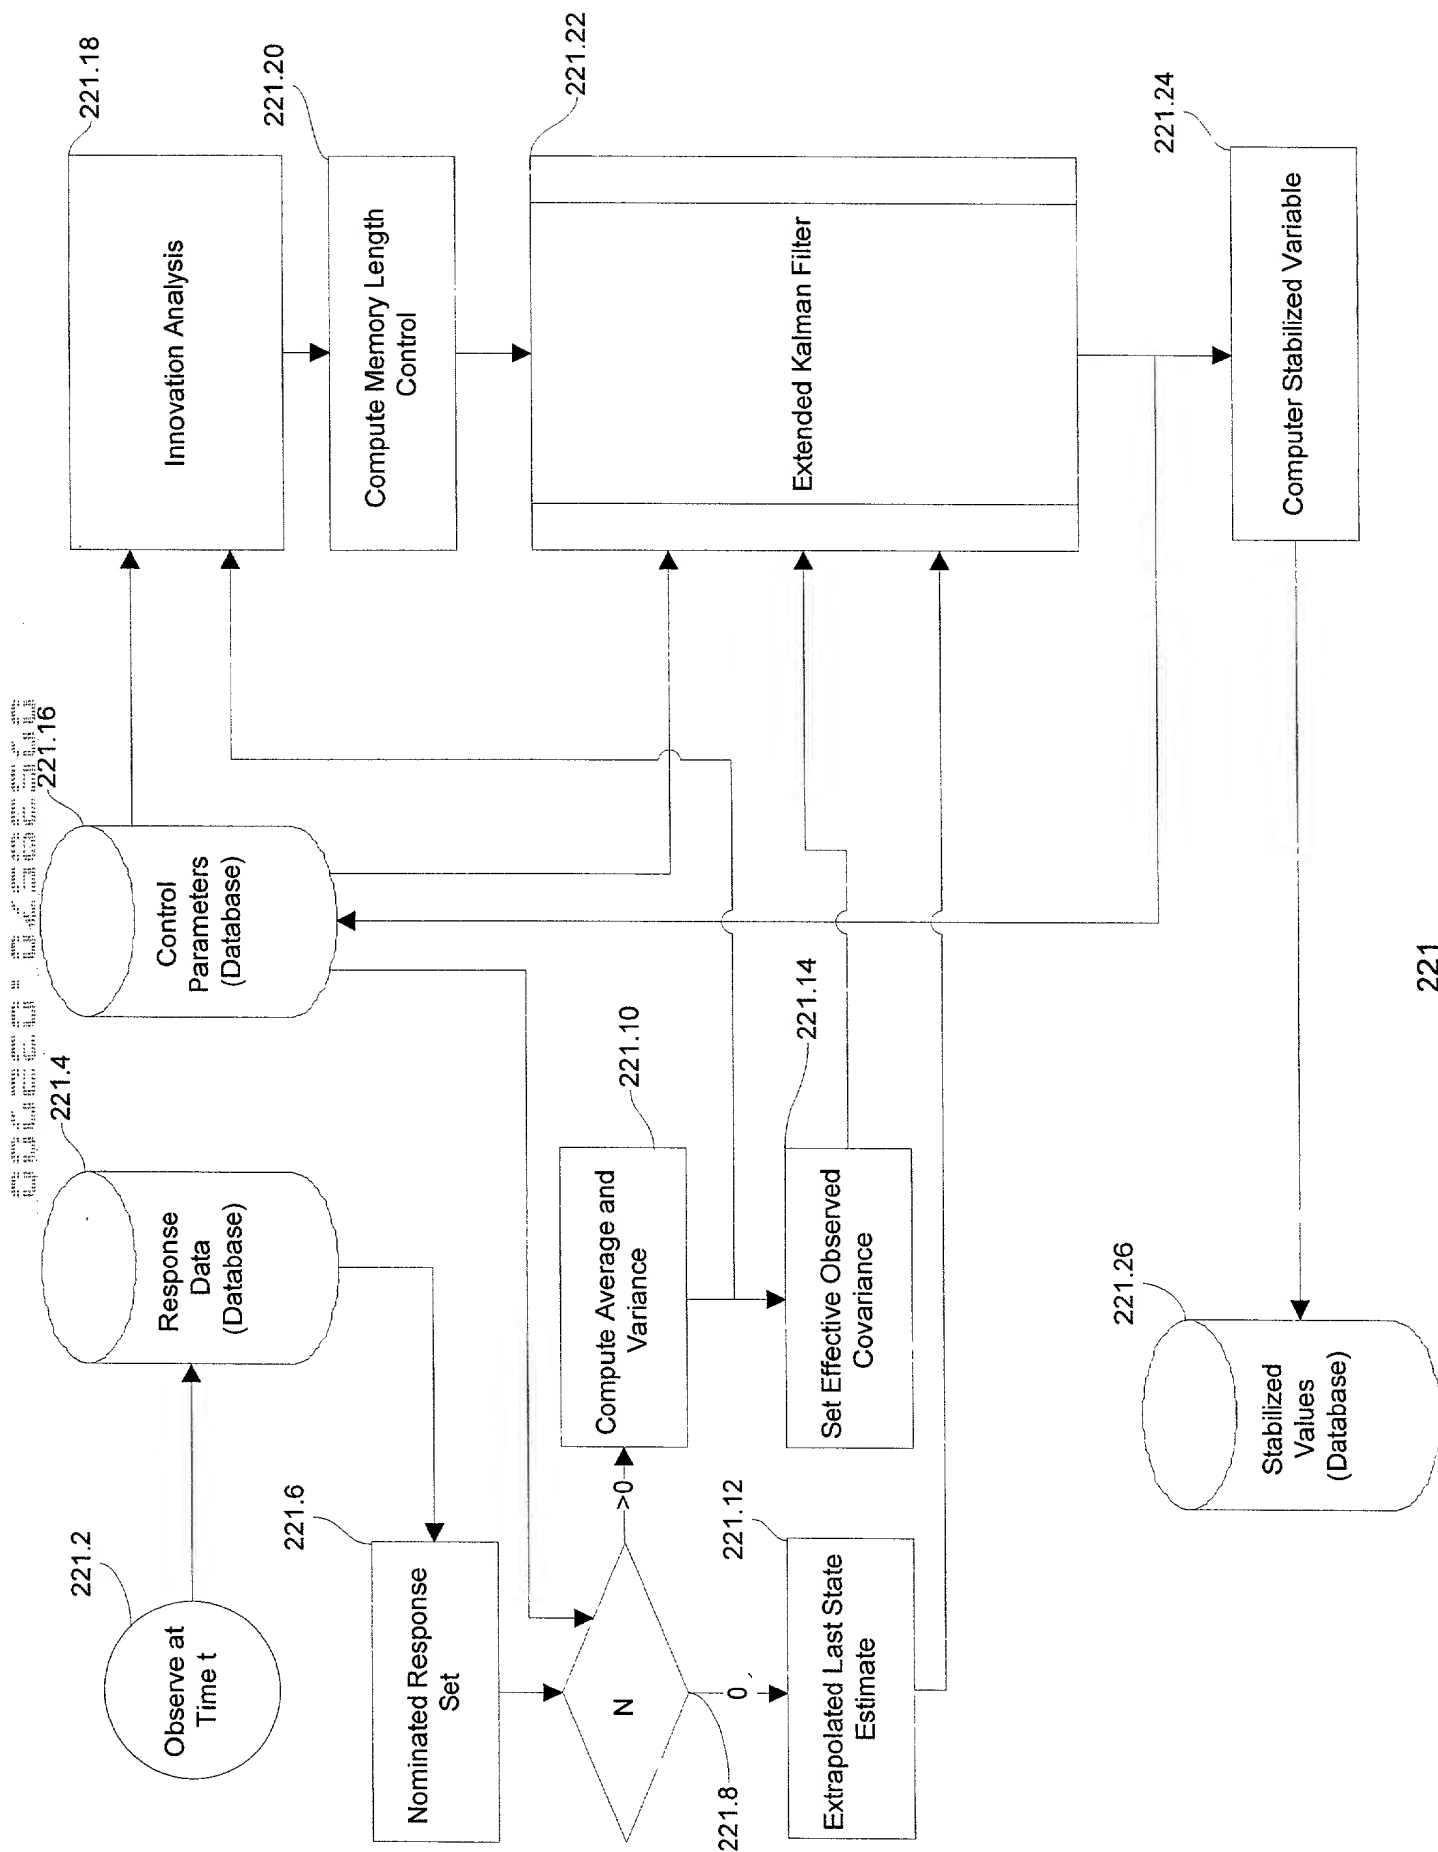 221.2
Observe at
Time t
221.4
Response
Data
(Database)
221.16
Control
Parameters
(Database)
221.18
Innovation Analysis
221.6
Nominated Response
Set
221.20
Compute Memory Length
Control
N
>0
0
221.8
221.10
Compute Average and
Variance
221.22
Extended Kalman Filter
221.12
Extrapolated Last State
Estimate
221.14
Set Effective Observed
Covariance
221.26
Stabilized
Values
(Database)
221.24
Computer Stabilized Variable
221